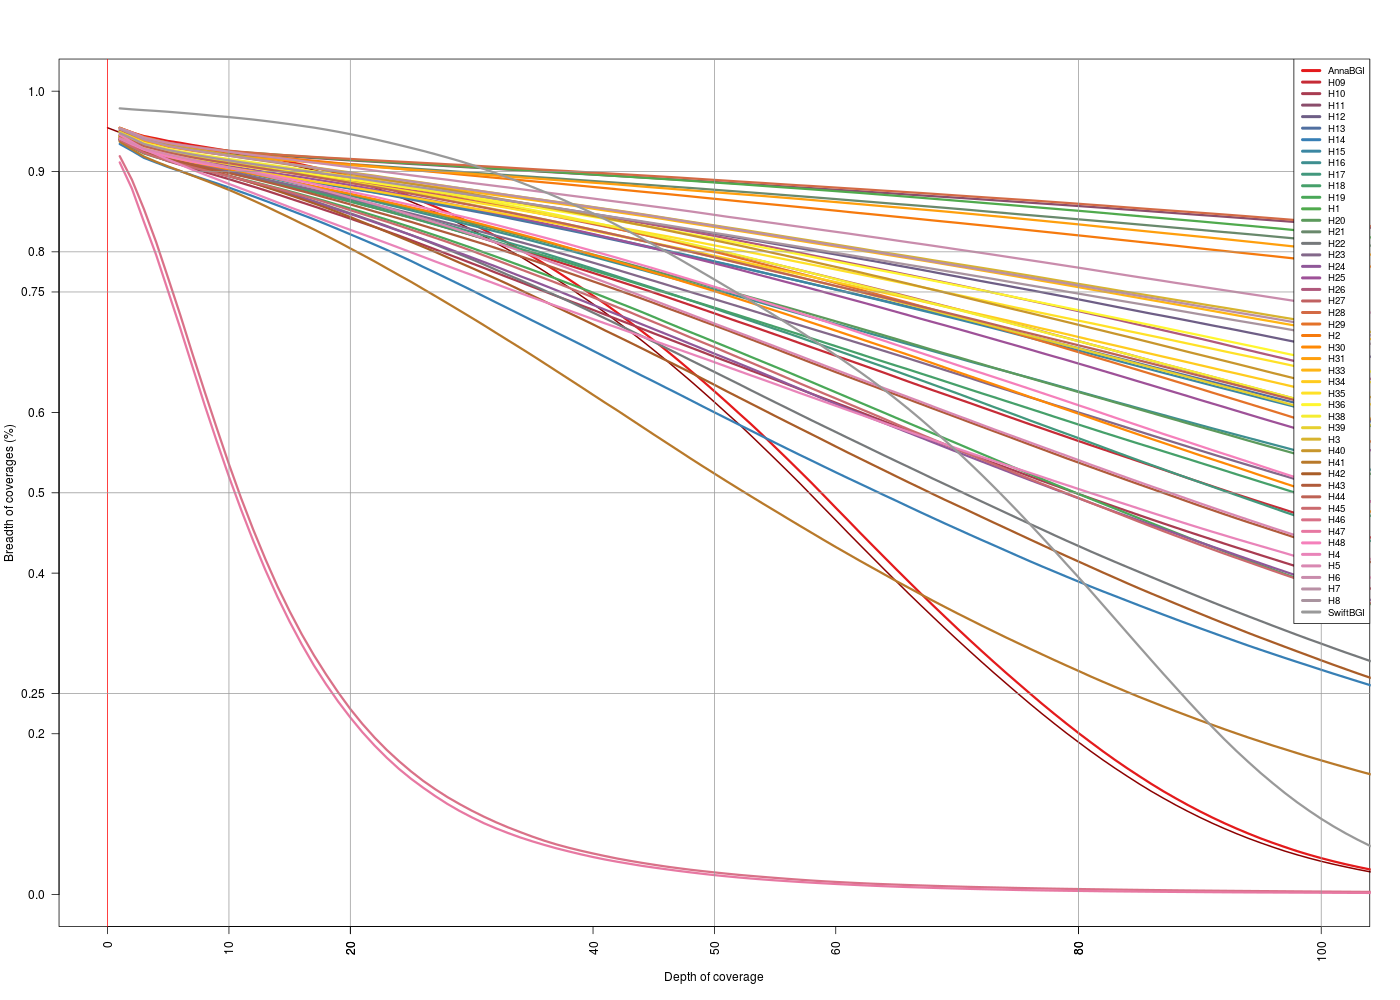 1.0
0.9
0.8
0.75
0.6
0.5
0.4
0.25
0.2
0.0
Breadth of coverages (%)
0
10
20
40
50
60
80
100
Depth of coverage
AnnaBGI
H09
H10
H11
H12
H13
H14
H15
H16
H17
H18
H19
H1
H20
H21
H22
H23
H24
H25
H26
H27
H28
H29
H2
H30
H31
H33
H34
H35
H36
H38
H39
H3
H40
H41
H42
H43
H44
H45
H46
H47
H48
H4
H5
H6
H7
H8
SwiftBGI